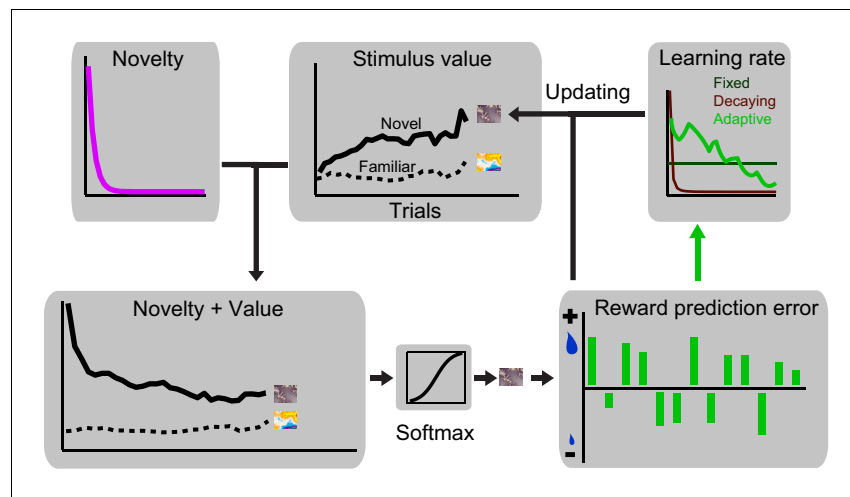 Novelty
Stimulus value
Novel
Familiar
Trials
Updating
Learning rate
Fixed
Decaying
Adaptive
Novelty + Value
Softmax
Reward prediction error
+
-